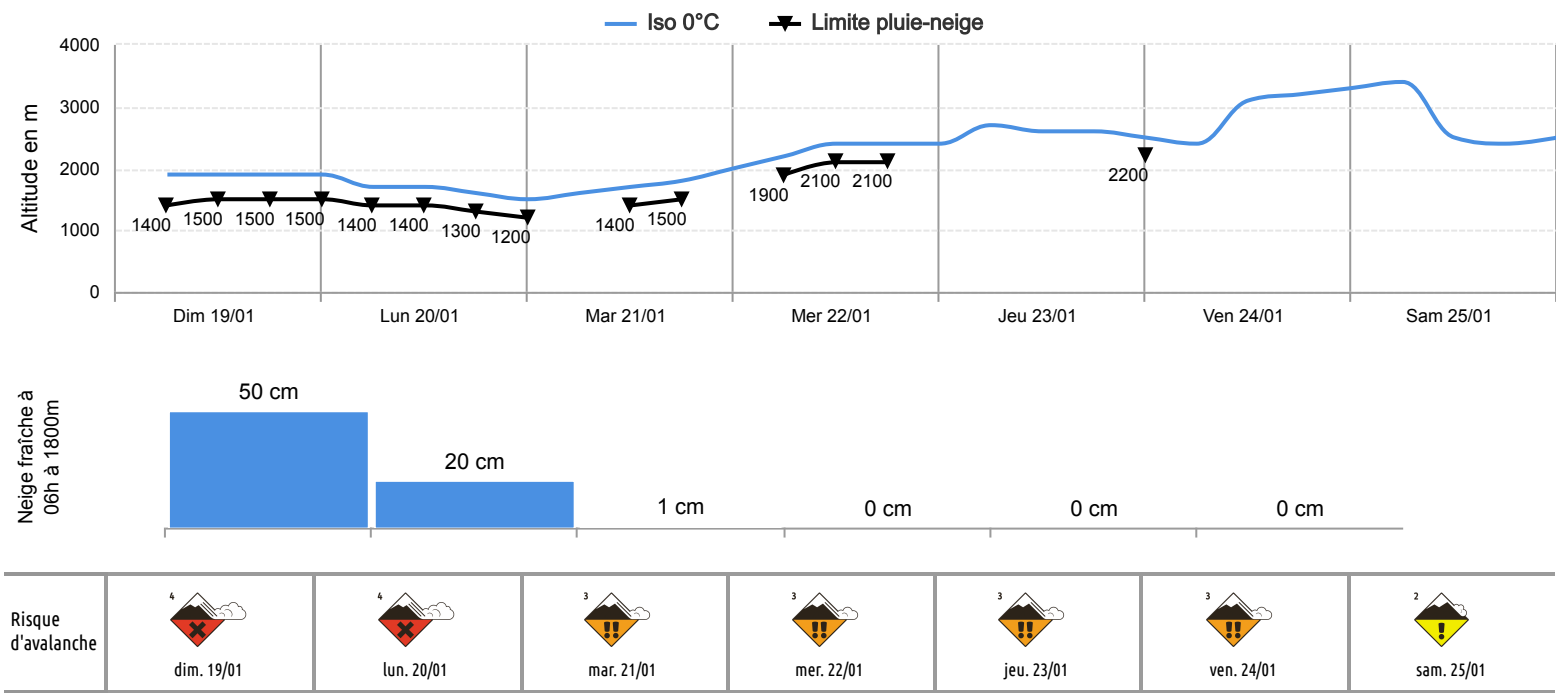 Iso 0°C Limite pluie-neige
Altitude en m
4000
3000
2000
1000
0
1400 1500 1500 1500 1400 1400 1300 1200 1400 1500 1900 2100 2100 2200
Dim 19/01 Lun 20/01 Mar 21/01 Mer 22/01 Jeu 23/01 Ven 24/01 Sam 25/01
Neige fraîche à
06h à 1800m
50 cm 20 cm 1 cm 0 cm 0 cm 0 cm
Risque
d'avalanche
4 4 3 3 3 3 2
!! !! !! !! !
dim. 19/01 lun. 20/01 mar. 21/01 mer. 22/01 jeu. 23/01 ven. 24/01 sam. 25/01